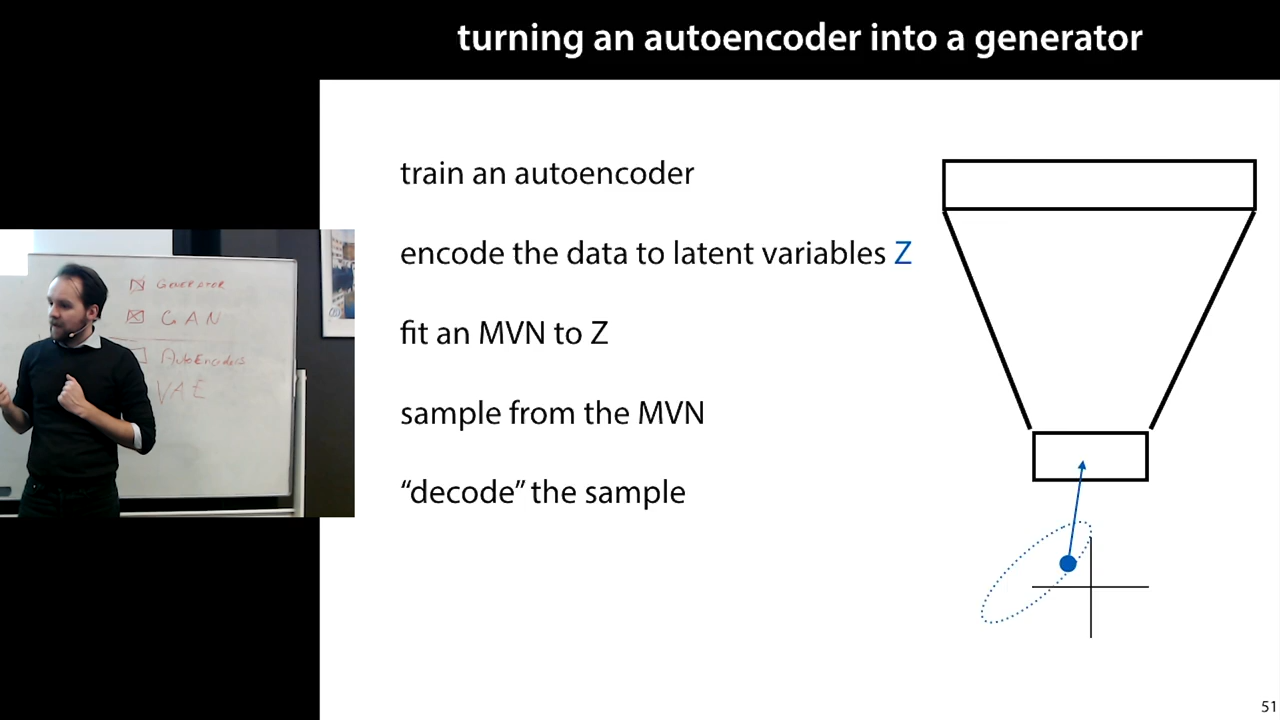 turning an autoencoder into a generator
train an autoencoder
encode the data to latent variables Z
fit an MVN to Z
sample from the MVN
“decode” the sample
GENERATOR
GAN
AutoEncoders
VAE
51